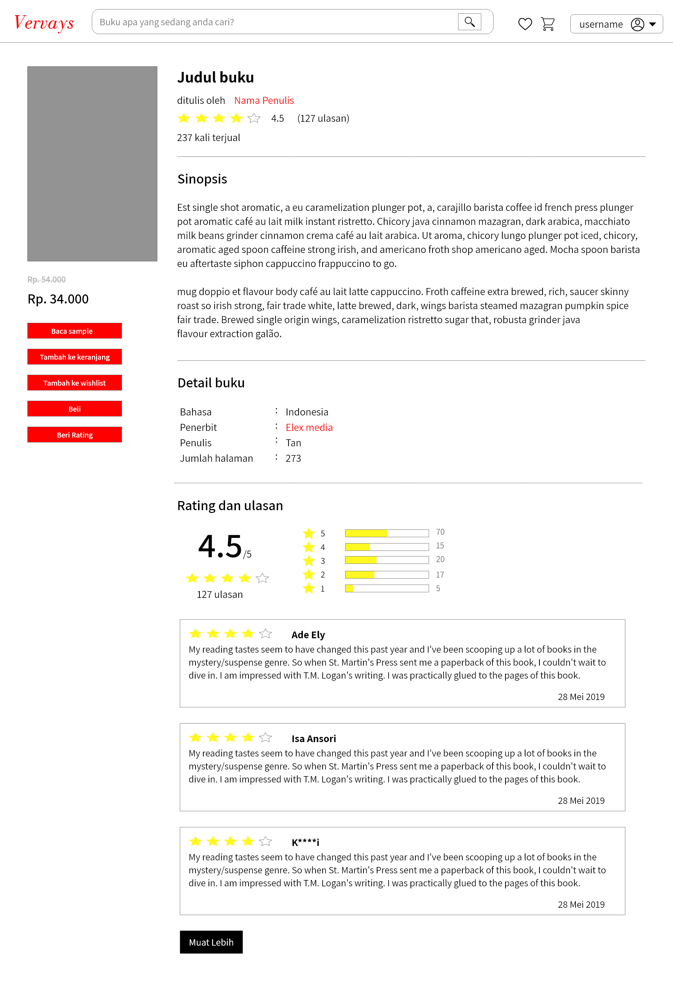 Vervays
Buku apa yang sedang anda cari?
username
Judul buku
ditulis oleh Nama Penulis
4.5 (127 ulasan)
237 kali terjual
Sinopsis
Est single shot aromatic, a eu caramelization plunger pot, a, carajillo barista coffee id french press plunger
pot aromatic café au lait milk instant ristretto. Chicory java cinnamon mazagran, dark arabica, macchiato
milk beans grinder cinnamon crema café au lait arabica. Ut aroma, chicory lungo plunger pot iced, chicory,
aromatic aged spoon caffeine strong irish, and americano froth shop americano aged. Mocha spoon barista
eu aftertaste siphon cappuccino frappuccino to go.
mug doppio et flavour body café au lait latte cappuccino. Froth caffeine extra brewed, rich, saucer skinny
roast so irish strong, fair trade white, latte brewed, dark, wings barista steamed mazagran pumpkin spice
fair trade. Brewed single origin wings, caramelization ristretto sugar that, robusta grinder java
flavour extraction galão.
Rp. 54.000
Rp. 34.000
Baca sample
Tambah ke keranjang
Tambah ke wishlist
Beli
Beri Rating
Detail buku
Bahasa : Indonesia
Penerbit : Elex media
Penulis : Tan
Jumlah halaman : 273
Rating dan ulasan
4.5/5
127 ulasan
5 70
4 15
3 20
2 17
1 5
Ade Ely
My reading tastes seem to have changed this past year and I've been scooping up a lot of books in the
mystery/suspense genre. So when St. Martin's Press sent me a paperback of this book, I couldn't wait to
dive in. I am impressed with T.M. Logan's writing. I was practically glued to the pages of this book.
28 Mei 2019
Isa Ansori
My reading tastes seem to have changed this past year and I've been scooping up a lot of books in the
mystery/suspense genre. So when St. Martin's Press sent me a paperback of this book, I couldn't wait to
dive in. I am impressed with T.M. Logan's writing. I was practically glued to the pages of this book.
28 Mei 2019
K****i
My reading tastes seem to have changed this past year and I've been scooping up a lot of books in the
mystery/suspense genre. So when St. Martin's Press sent me a paperback of this book, I couldn't wait to
dive in. I am impressed with T.M. Logan's writing. I was practically glued to the pages of this book.
28 Mei 2019
Muat Lebih